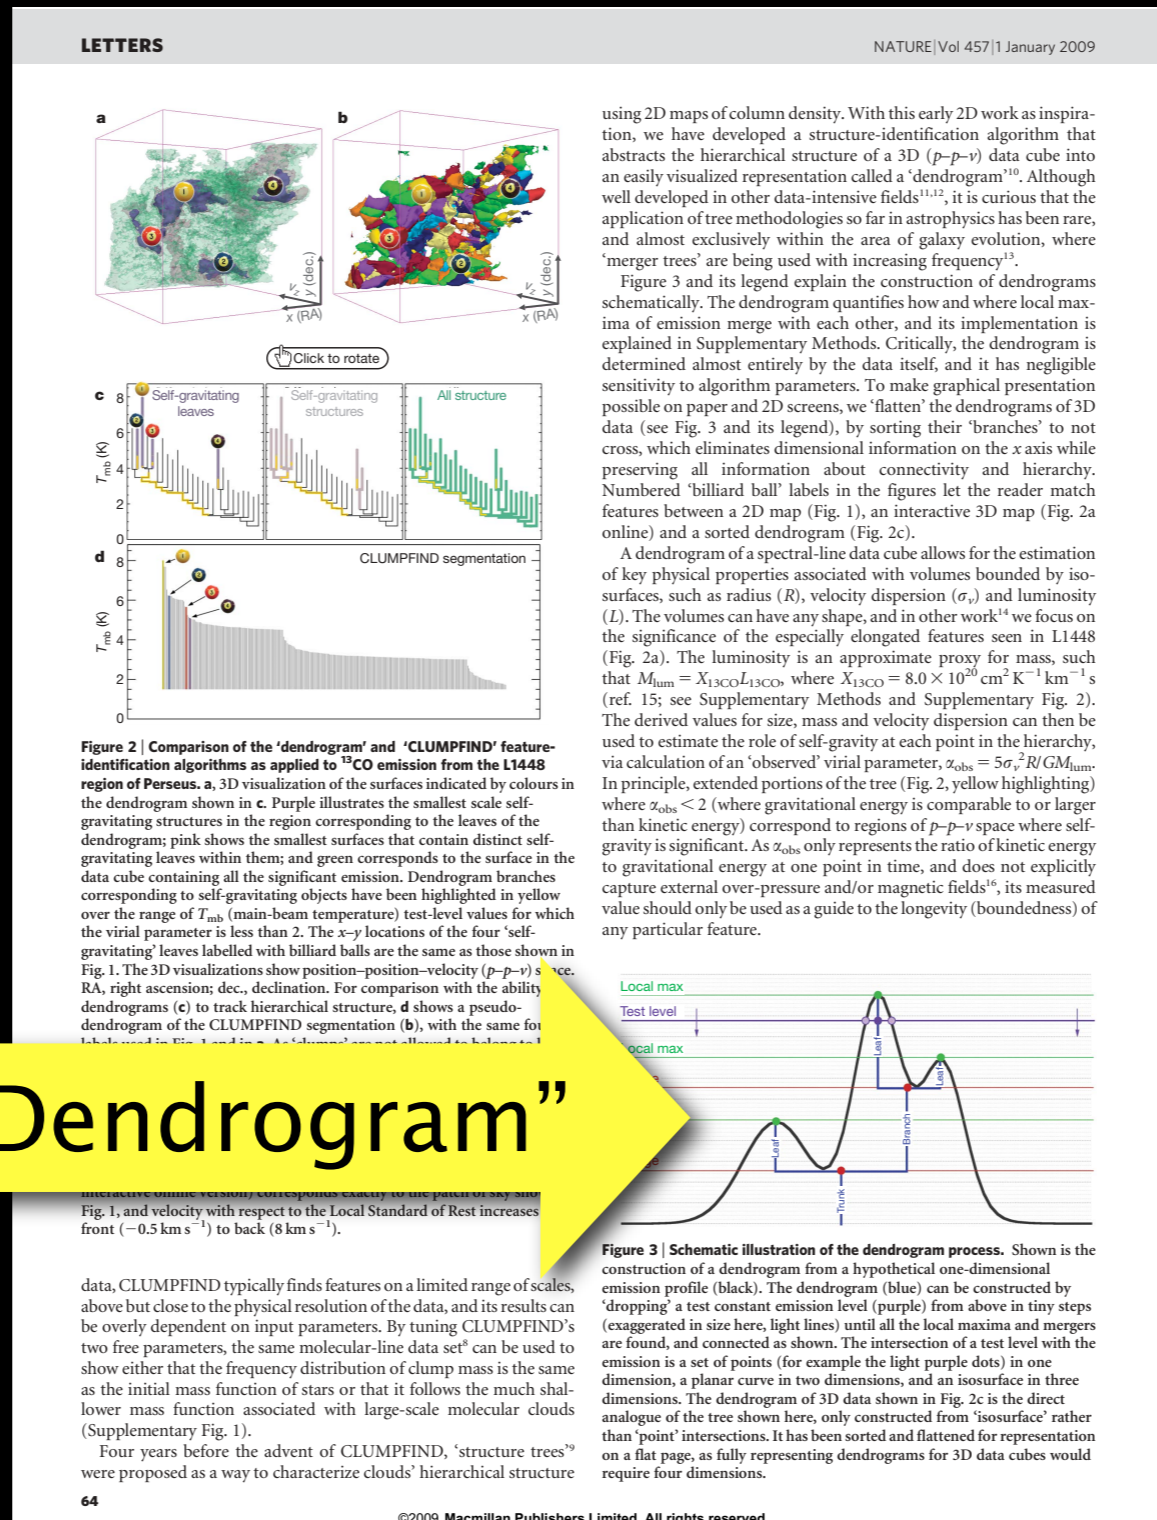 LETTERS
NATURE|Vol 457|1 January 2009
a
b
1
4
3
2
1
4
3
2
y (dec.)
vz
x (RA)
y (dec.)
vz
x (RA)
Click to rotate
c
8
6
4
2
0
Tmb (K)
Self-gravitating
leaves
Self-gravitating
structures
All structure
d
8
6
4
2
0
Tmb (K)
CLUMPFIND segmentation
Figure 2 | Comparison of the ‘dendrogram’ and ‘CLUMPFIND’ feature-
identification algorithms as applied to ¹³CO emission from the L1448
region of Perseus. a, 3D visualization of the surfaces indicated by colours in
the dendrogram shown in c. Purple illustrates the smallest scale self-
gravitating structures in the region corresponding to the leaves of the
dendrogram; pink shows the smallest surfaces that contain distinct self-
gravitating leaves within them; and green corresponds to the surface in the
data cube containing all the significant emission. Dendrogram branches
corresponding to self-gravitating objects have been highlighted in yellow
over the range of Tmb (main-beam temperature) test-level values for which
the virial parameter is less than 2. The x–y locations of the four ‘self-
gravitating’ leaves labelled with billiard balls are the same as those shown in
Fig. 1. The 3D visualizations show position–position–velocity (p–p–v)
RA, right ascension; dec., declination. For comparison with the ability
dendrograms (c) to track hierarchical structure, d shows a pseudo-
dendrogram of the CLUMPFIND segmentation (b), with the same
Dendrogram”
interactive online version) corresponds exactly to the patch of sky
Fig. 1, and velocity with respect to the Local Standard of Rest increases
front (−0.5 km s⁻¹) to back (8 km s⁻¹).
data, CLUMPFIND typically finds features on a limited range of scales,
above but close to the physical resolution of the data, and its results can
be overly dependent on input parameters. By tuning CLUMPFIND’s
two free parameters, the same molecular-line data set⁸ can be used to
show either that the frequency distribution of clump mass is the same
as the initial mass function of stars or that it follows the much shal-
lower mass function associated with large-scale molecular clouds
(Supplementary Fig. 1).
Four years before the advent of CLUMPFIND, ‘structure trees’⁹
were proposed as a way to characterize clouds’ hierarchical structure
using 2D maps of column density. With this early 2D work as inspira-
tion, we have developed a structure-identification algorithm that
abstracts the hierarchical structure of a 3D (p–p–v) data cube into
an easily visualized representation called a ‘dendrogram’¹⁰. Although
well developed in other data-intensive fields¹¹,¹², it is curious that the
application of tree methodologies so far in astrophysics has been rare,
and almost exclusively within the area of galaxy evolution, where
‘merger trees’ are being used with increasing frequency¹³.
Figure 3 and its legend explain the construction of dendrograms
schematically. The dendrogram quantifies how and where local max-
ima of emission merge with each other, and its implementation is
explained in Supplementary Methods. Critically, the dendrogram is
determined almost entirely by the data itself, and it has negligible
sensitivity to algorithm parameters. To make graphical presentation
possible on paper and 2D screens, we ‘flatten’ the dendrograms of 3D
data (see Fig. 3 and its legend), by sorting their ‘branches’ to not
cross, which eliminates dimensional information on the x axis while
preserving all information about connectivity and hierarchy.
Numbered ‘billiard ball’ labels in the figures let the reader match
features between a 2D map (Fig. 1), an interactive 3D map (Fig. 2a
online) and a sorted dendrogram (Fig. 2c).
A dendrogram of a spectral-line data cube allows for the estimation
of key physical properties associated with volumes bounded by iso-
surfaces, such as radius (R), velocity dispersion (σv) and luminosity
(L). The volumes can have any shape, and in other work¹⁴ we focus on
the significance of the especially elongated features seen in L1448
(Fig. 2a). The luminosity is an approximate proxy for mass, such
that Mlum = X13COL13CO, where X13CO = 8.0 × 10²⁰ cm² K⁻¹ km⁻¹ s
(ref. 15; see Supplementary Methods and Supplementary Fig. 2).
The derived values for size, mass and velocity dispersion can then be
used to estimate the role of self-gravity at each point in the hierarchy,
via calculation of an ‘observed’ virial parameter, αobs = 5σv²R/GMlum.
In principle, extended portions of the tree (Fig. 2, yellow highlighting)
where αobs < 2 (where gravitational energy is comparable to or larger
than kinetic energy) correspond to regions of p–p–v space where self-
gravity is significant. As αobs only represents the ratio of kinetic energy
to gravitational energy at one point in time, and does not explicitly
capture external over-pressure and/or magnetic fields¹⁶, its measured
value should only be used as a guide to the longevity (boundedness) of
any particular feature.
Local max
Test level
ocal max
Leaf
Leaf
Leaf
Branch
Trunk
Figure 3 | Schematic illustration of the dendrogram process. Shown is the
construction of a dendrogram from a hypothetical one-dimensional
emission profile (black). The dendrogram (blue) can be constructed by
‘dropping’ a test constant emission level (purple) from above in tiny steps
(exaggerated in size here, light lines) until all the local maxima and mergers
are found, and connected as shown. The intersection of a test level with the
emission is a set of points (for example the light purple dots) in one
dimension, a planar curve in two dimensions, and an isosurface in three
dimensions. The dendrogram of 3D data shown in Fig. 2c is the direct
analogue of the tree shown here, only constructed from ‘isosurface’ rather
than ‘point’ intersections. It has been sorted and flattened for representation
on a flat page, as fully representing dendrograms for 3D data cubes would
require four dimensions.
64
©2009 Macmillan Publishers Limited. All rights reserved